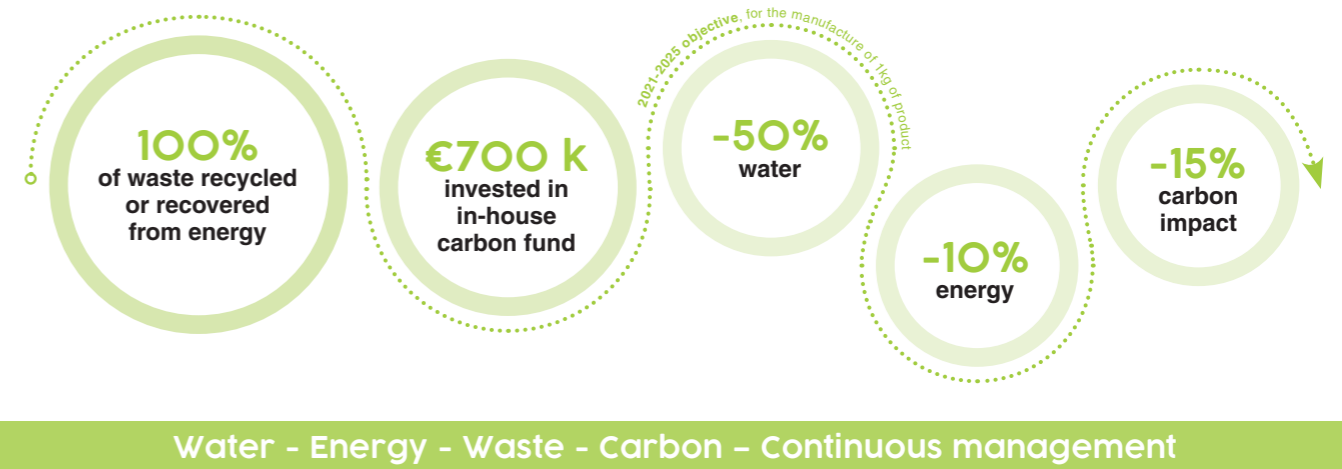 100%
of waste recycled
or recovered
from energy
€700 k
invested in
in-house
carbon fund
2021-2025 objective, for the manufacture of 1kg of product
-50%
water
-10%
energy
-15%
carbon
impact
Water - Energy - Waste - Carbon – Continuous management